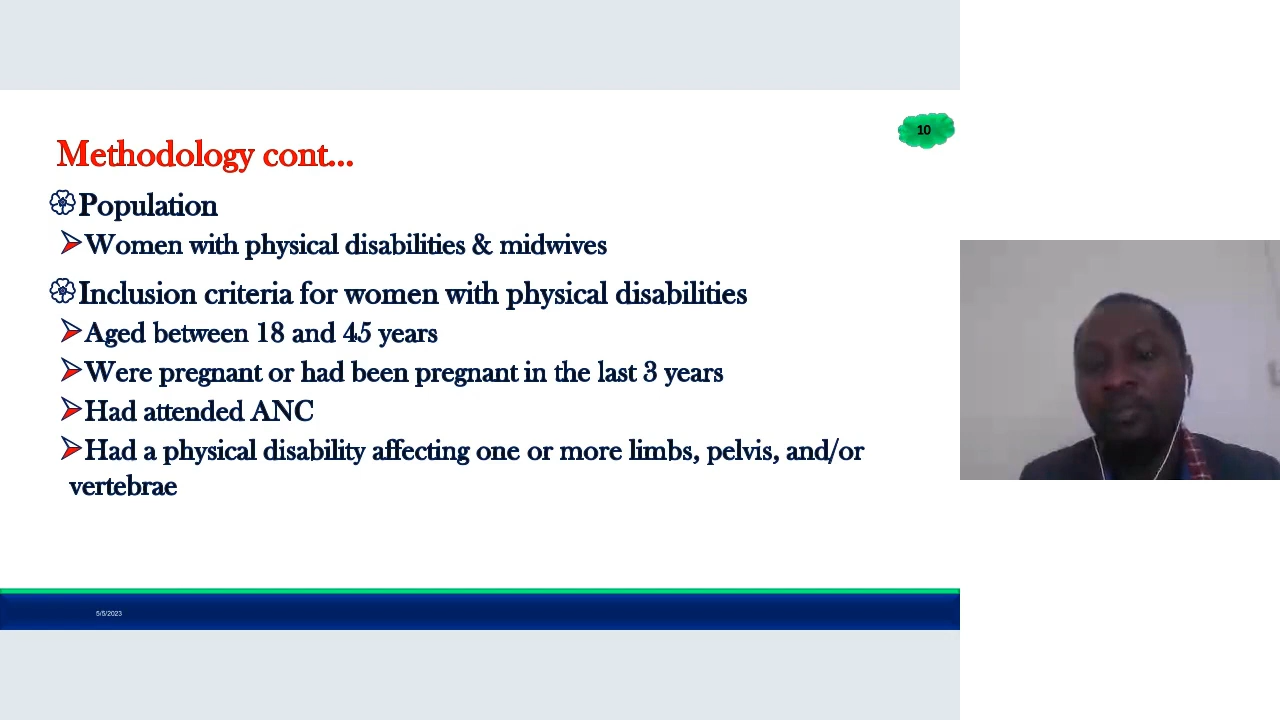 10
Methodology cont...
Population
Women with physical disabilities & midwives
Inclusion criteria for women with physical disabilities
Aged between 18 and 45 years
Were pregnant or had been pregnant in the last 3 years
Had attended ANC
Had a physical disability affecting one or more limbs, pelvis, and/or
vertebrae
5/5/2023